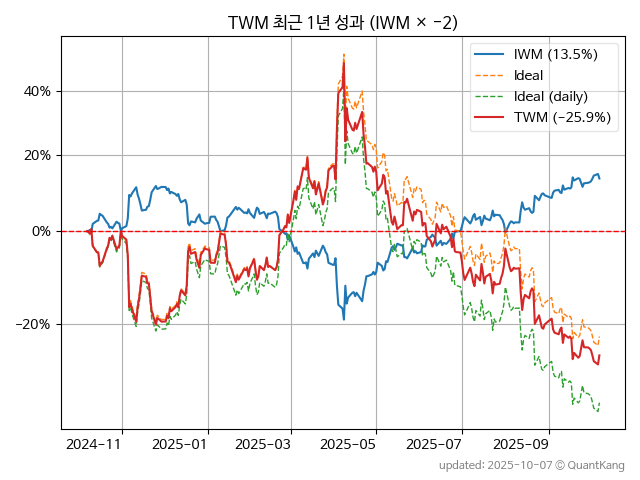 TWM 최근 1년 성과 (IWM × −2)
IWM (13.5%)
Ideal
Ideal (daily)
TWM (−25.9%)
40%
20%
0%
−20%
2024−11
2025−01
2025−03
2025−05
2025−07
2025−09
updated: 2025-10-07 © QuantKang